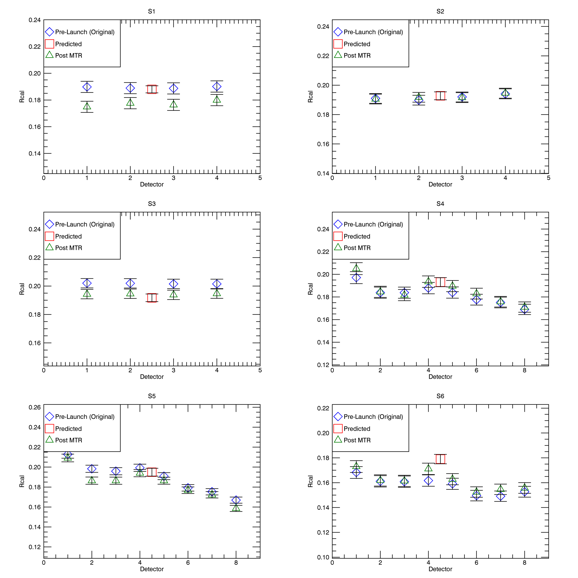 S1
0.24
Pre-Launch (Original)
0.22
Predicted
Post MTR
0.20
Rcal
0.18
0.16
0.14
0 1 2 3 4 5
Detector
S2
0.24
Pre-Launch (Original)
0.22
Predicted
Post MTR
0.20
Rcal
0.18
0.16
0.14
0 1 2 3 4 5
Detector
S3
0.24
Pre-Launch (Original)
Predicted
0.22
Post MTR
0.20
Rcal
0.18
0.16
0 1 2 3 4 5
Detector
S4
0.24
Pre-Launch (Original)
Predicted
0.22
Post MTR
0.20
Rcal
0.18
0.16
0.14
0.12
0 2 4 6 8
Detector
S5
0.26
Pre-Launch (Original)
0.24
Predicted
Post MTR
0.22
0.20
Rcal
0.18
0.16
0.14
0.12
0 2 4 6 8
Detector
S6
0.22
Pre-Launch (Original)
Predicted
0.20
Post MTR
0.18
Rcal
0.16
0.14
0.12
0.10
0 2 4 6 8
Detector